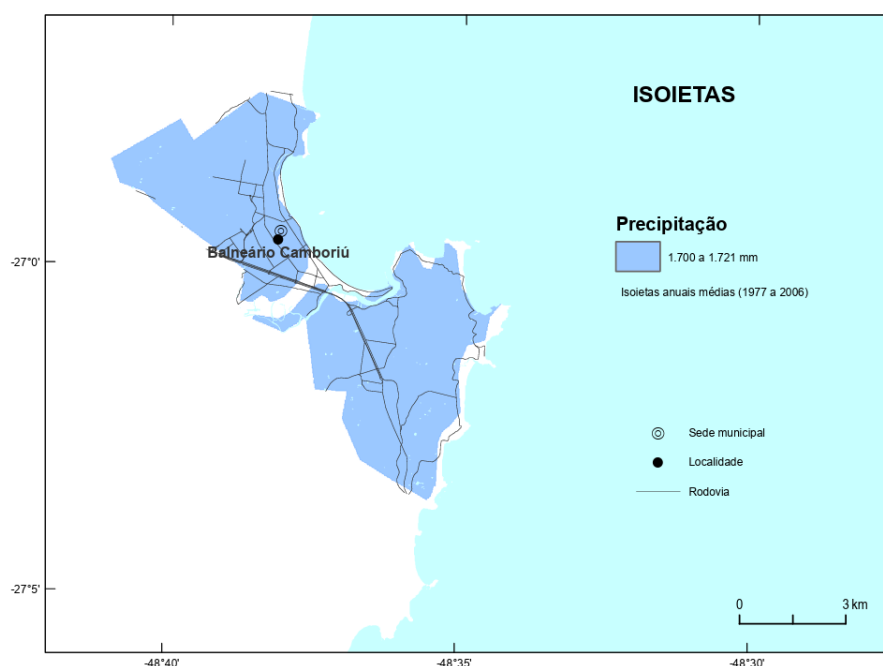 ISOIETAS
Precipitação
1.700 a 1.721 mm
Isoietas anuais médias (1977 a 2006)
Balneário Camboriú
-27°0'
Sede municipal
Localidade
Rodovia
-27°5'
0 3 km
-48°40' -48°35' -48°30'